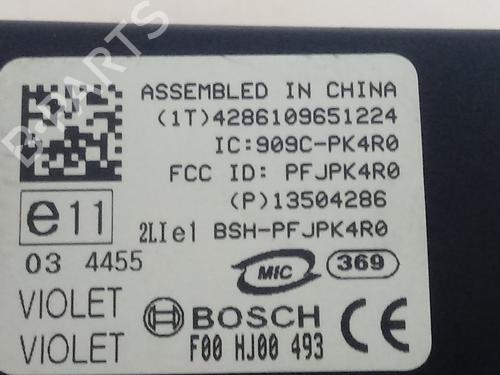 B-PARTS
ASSEMBLED IN CHINA
(1T)4286109651224
IC:909C-PK4R0
FCC ID: PFJPK4R0
(P)13504286
e11
2LIe1 BSH-PFJPK4R0
03 4455
MIC
369
VIOLET
VIOLET
BOSCH
F00 HJ00 493
CE